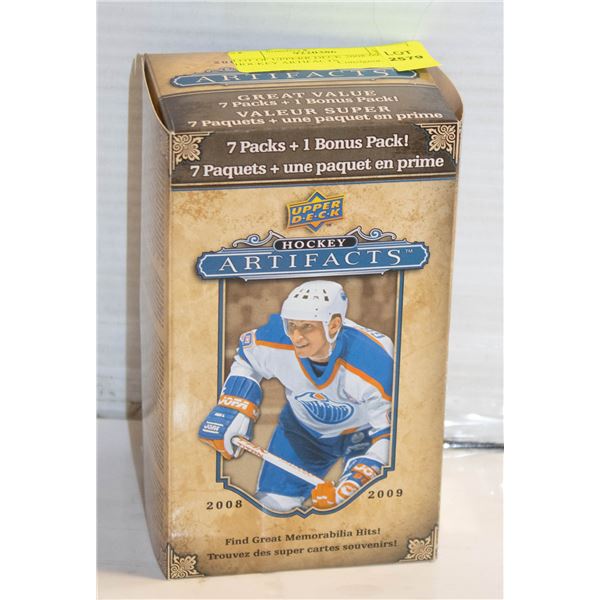 LOT
2579
ARTIFACTS
GREAT VALUE
7 Packs + 1 Bonus Pack!
VALEUR SUPER
7 Paquets + une paquet en prime
7 Packs + 1 Bonus Pack!
7 Paquets + une paquet en prime
UPPER
D·E·C·K
HOCKEY
ARTIFACTS™
2008
2009
Find Great Memorabilia Hits!
Trouvez des super cartes souvenirs!